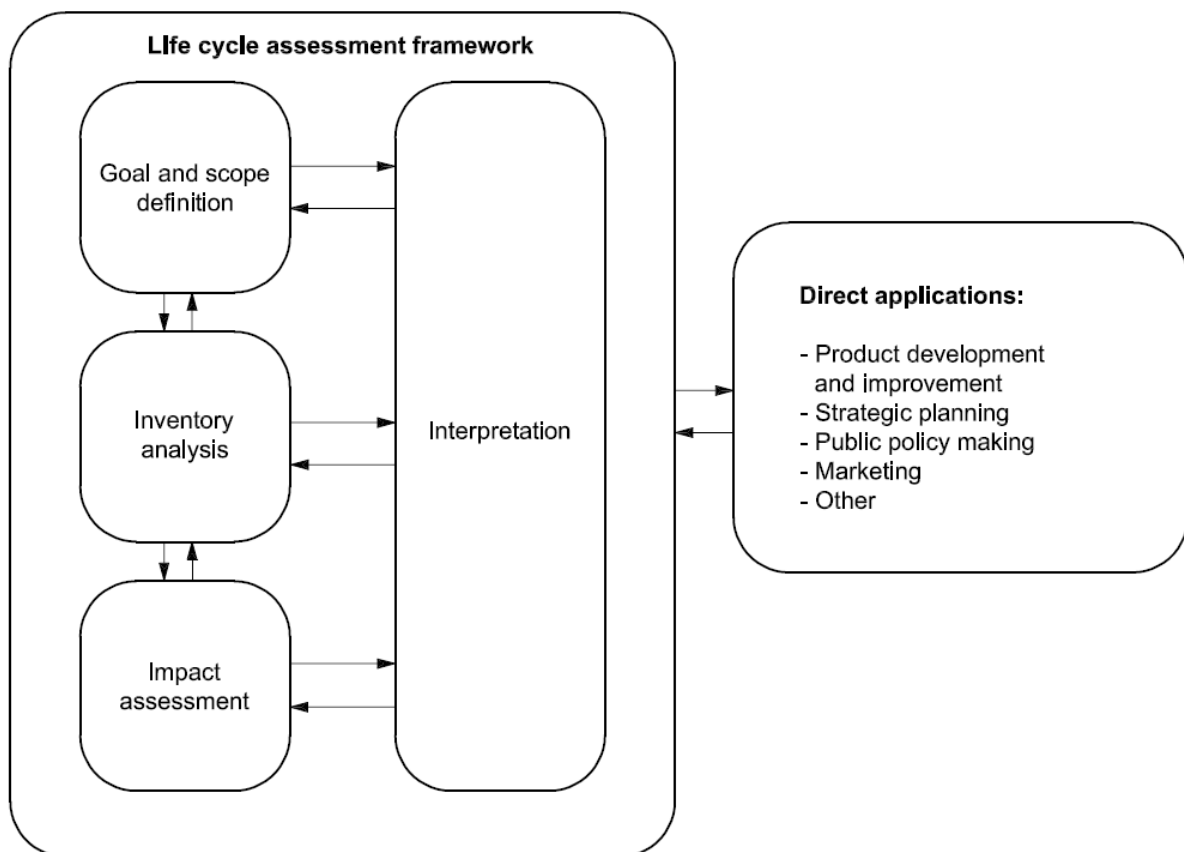 LIfe cycle assessment framework
Goal and scope
definition
Inventory
analysis
Impact
assessment
Interpretation
Direct applications:
- Product development
and improvement
- Strategic planning
- Public policy making
- Marketing
- Other